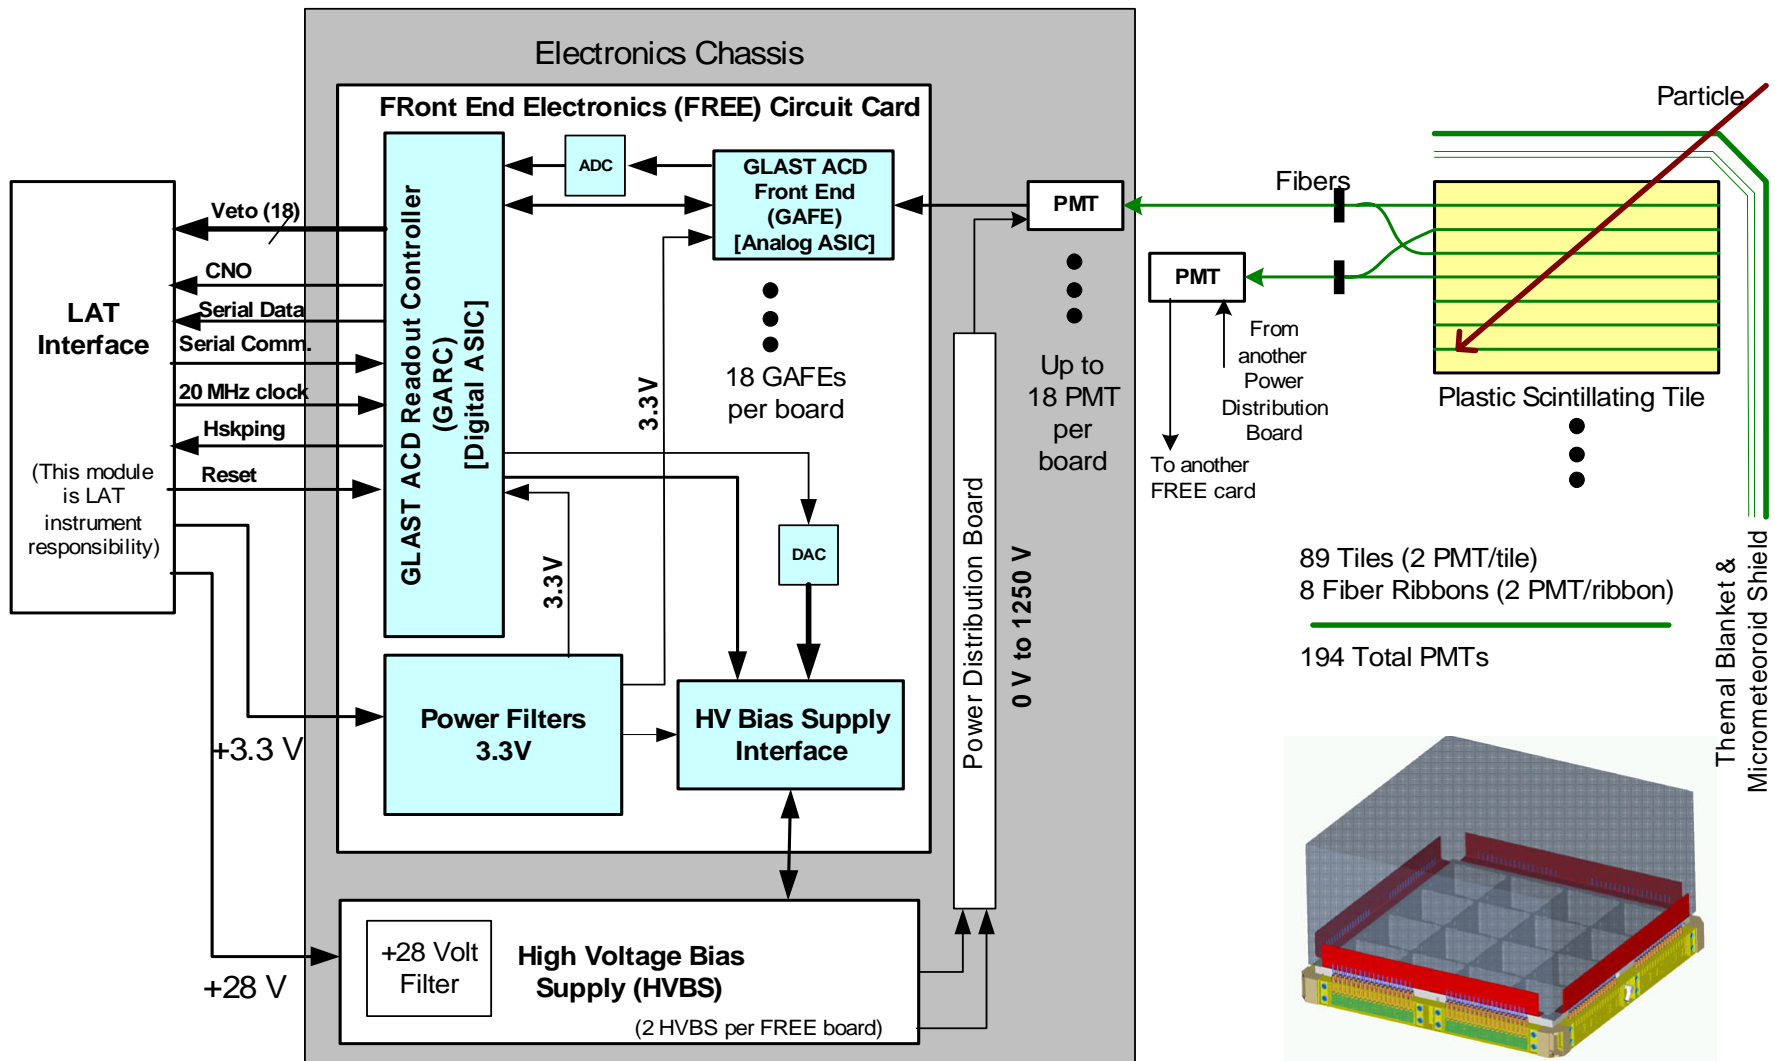 Electronics Chassis
FRont End Electronics (FREE) Circuit Card
GLAST ACD Readout Controller
(GARC)
[Digital ASIC]
ADC
GLAST ACD
Front End
(GAFE)
[Analog ASIC]
18 GAFEs
per board
LAT
Interface
(This module
is LAT
instrument
responsibility)
Veto (18)
CNO
Serial Data
Serial Comm.
20 MHz clock
Hskping
Reset
3.3V
3.3V
DAC
Power Filters
3.3V
HV Bias Supply
Interface
+3.3 V
+28 V
+28 Volt
Filter
High Voltage Bias
Supply (HVBS)
(2 HVBS per FREE board)
Power Distribution Board
0 V to 1250 V
PMT
Up to
18 PMT
per
board
PMT
From
another
Power
Distribution
Board
To another
FREE card
Fibers
Particle
Plastic Scintillating Tile
89 Tiles (2 PMT/tile)
8 Fiber Ribbons (2 PMT/ribbon)
194 Total PMTs
Themal Blanket &
Micrometeoroid Shield